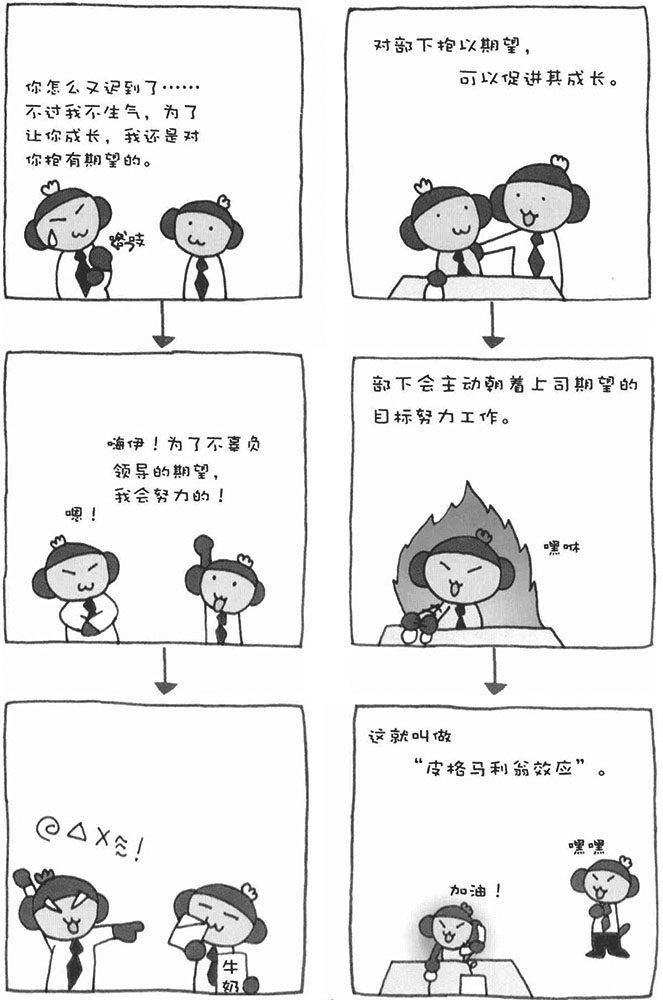 对部下抱以期望，
可以促进其成长。
部下会主动朝着上司期望的
目标努力工作。
嘿咻
这就叫做
“皮格马利翁效应”。
嘿嘿
加油！
你怎么又迟到了……
不过我不生气，为了
让你成长，我还是对
你抱有期望的。
嗨伊！为了不辜负
领导的期望，
我会努力的！
嗯！
@△X≋!
牛
奶